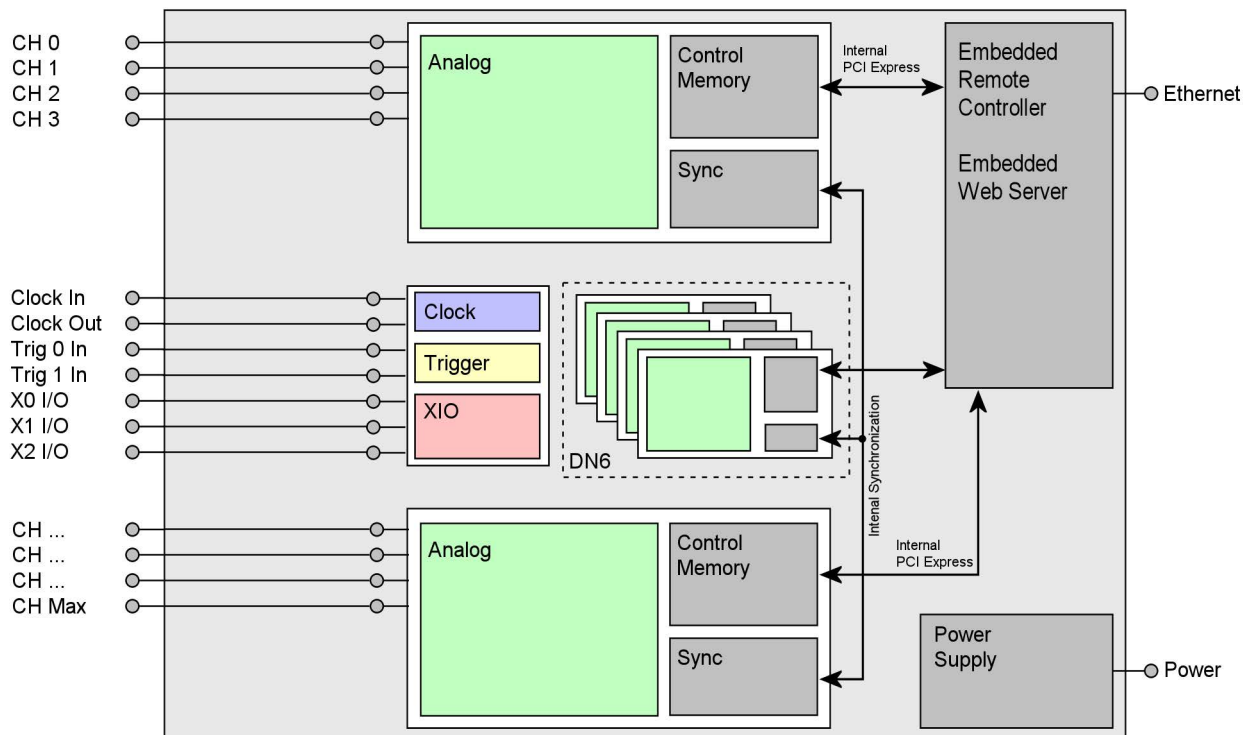 CH 0
CH 1
CH 2
CH 3
Analog
Control
Memory
Sync
Internal
PCI Express
Embedded
Remote
Controller
Embedded
Web Server
Ethernet
Clock In
Clock Out
Trig 0 In
Trig 1 In
X0 I/O
X1 I/O
X2 I/O
Clock
Trigger
XIO
DN6
Intenal Synchronization
CH ...
CH ...
CH ...
CH Max
Analog
Control
Memory
Sync
Internal
PCI Express
Power
Supply
Power